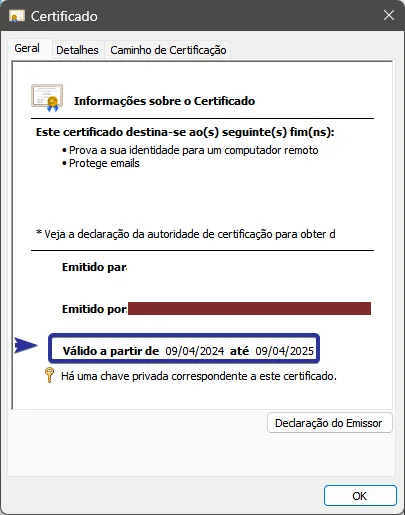 Certificado
Geral Detalhes Caminho de Certificação
Informações sobre o Certificado
Este certificado destina-se ao(s) seguinte(s) fim(ns):
• Prova a sua identidade para um computador remoto
• Protege emails
* Veja a declaração da autoridade de certificação para obter d
Emitido par
Emitido por
Válido a partir de 09/04/2024 até 09/04/2025
Há uma chave privada correspondente a este certificado.
Declaração do Emissor
OK